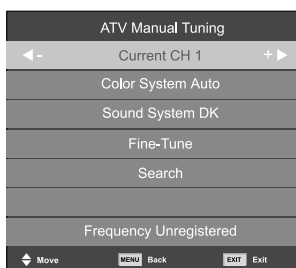 ATV Manual Tuning
- Current CH 1 +
Color System Auto
Sound System DK
Fine-Tune
Search
Frequency Unregistered
Move MENU Back EXIT Exit